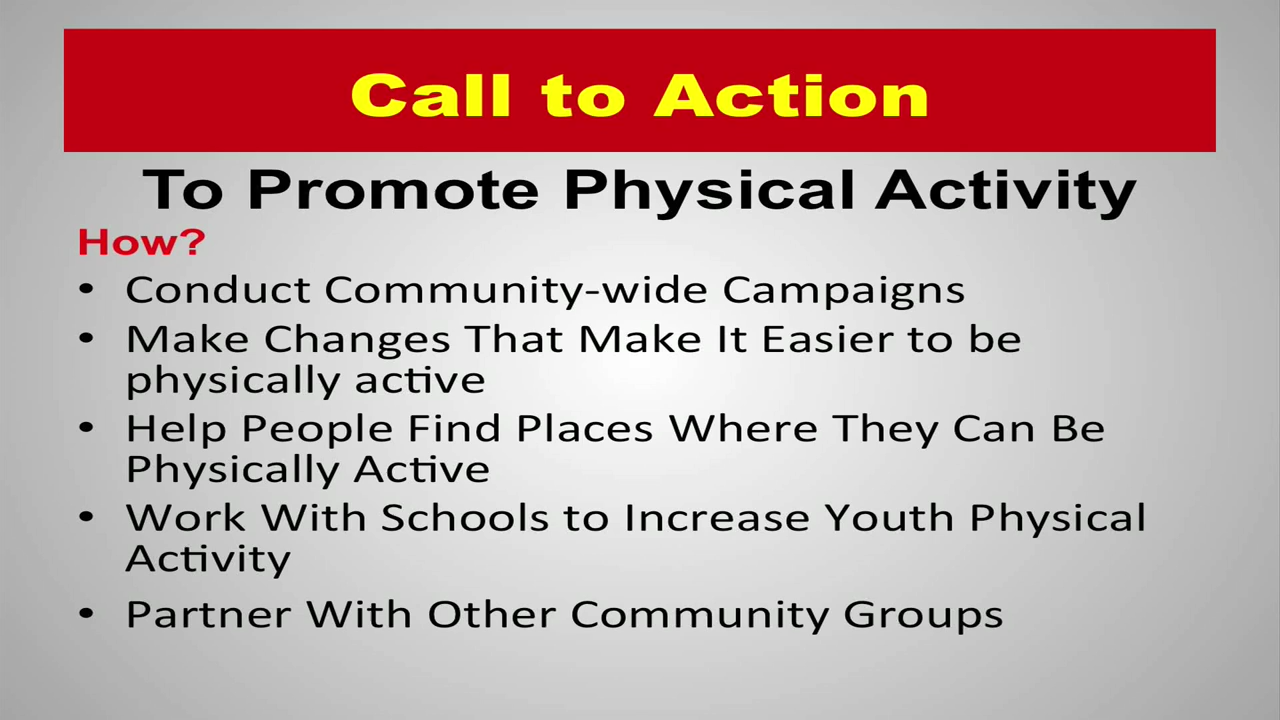 Call to Action
To Promote Physical Activity
How?
• Conduct Community-wide Campaigns
• Make Changes That Make It Easier to be
physically active
• Help People Find Places Where They Can Be
Physically Active
• Work With Schools to Increase Youth Physical
Activity
• Partner With Other Community Groups